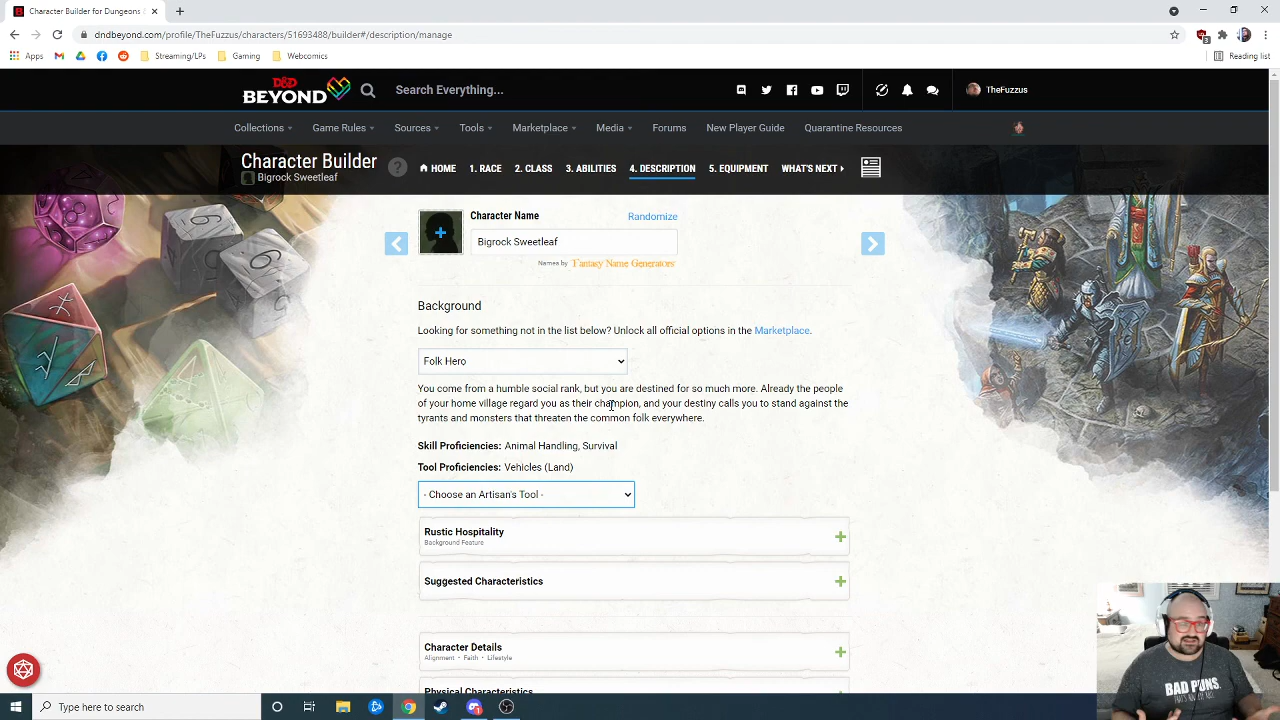 Character Builder for Dungeons &
dndbeyond.com/profile/TheFuzzus/characters/51693488/builder#/description/manage
3
Apps
Streaming/LPs
Gaming
Webcomics
Reading list
D&D
BEYOND
Search Everything...
TheFuzzus
Collections
Game Rules
Sources
Tools
Marketplace
Media
Forums
New Player Guide
Quarantine Resources
Character Builder
?
Bigrock Sweetleaf
HOME
1. RACE
2. CLASS
3. ABILITIES
4. DESCRIPTION
5. EQUIPMENT
WHAT'S NEXT
Character Name
Randomize
Bigrock Sweetleaf
Names by Fantasy Name Generators
Background
Looking for something not in the list below? Unlock all official options in the Marketplace.
Folk Hero
You come from a humble social rank, but you are destined for so much more. Already the people
of your home village regard you as their champion, and your destiny calls you to stand against the
tyrants and monsters that threaten the common folk everywhere.
Skill Proficiencies: Animal Handling, Survival
Tool Proficiencies: Vehicles (Land)
- Choose an Artisan's Tool -
Rustic Hospitality
Background Feature
Suggested Characteristics
Character Details
Alignment • Faith • Lifestyle
Physical Characteristics
BAD PUNS.
Type here to search